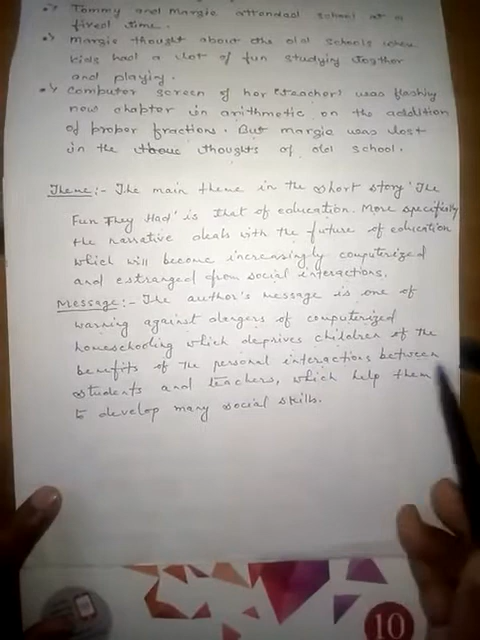 •› Tommy and Margie attended school at a
fixed time.
•› Margie thought about the old schools when
kids had a lot of fun studying together
and playing.
•› Computer screen of her teachers was flashing
new chapter in arithmetic on the addition
of proper fractions. But margie was lost
in the thoughts of old school.
Theme:- The main theme in the short story 'The
Fun They Had' is that of education. More specifically
the narrative deals with the future of education
which will become increasingly computerized
and estranged from social interactions.
Message:- The author's message is one of
warning against dangers of computerized
homeschooling which deprives children of the
benefits of the personal interactions between
students and teachers, which help them
to develop many social skills.
10